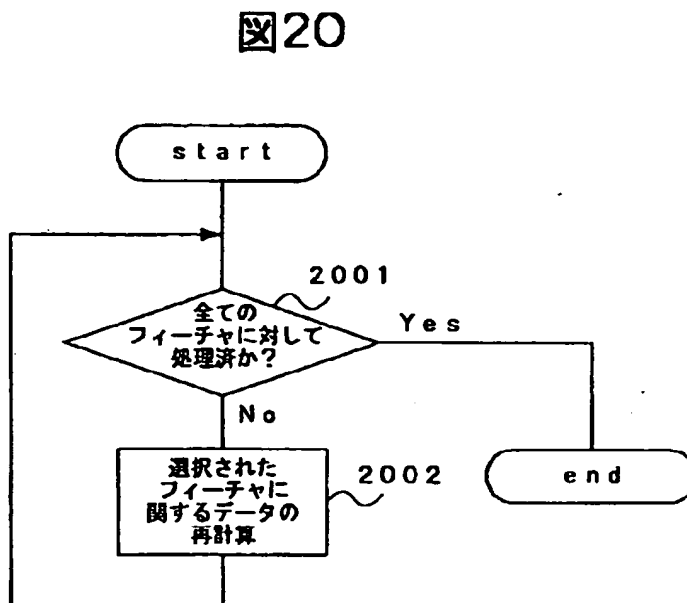 図20
start
2001
全ての
フィーチャに対して
処理済か?
Yes
No
選択された
フィーチャに
関するデータの
再計算
2002
end